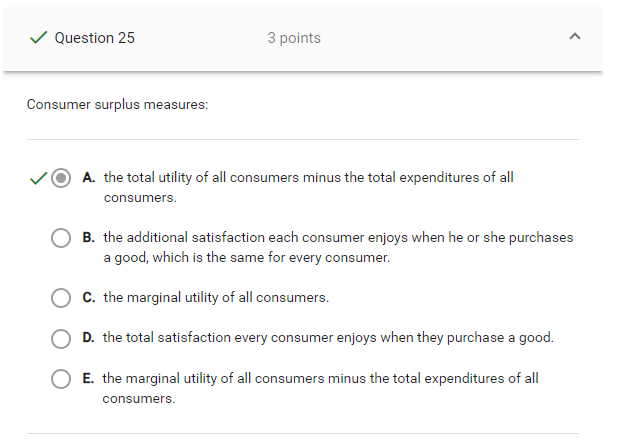 Question 25 3 points
Consumer surplus measures:
A. the total utility of all consumers minus the total expenditures of all
consumers.
B. the additional satisfaction each consumer enjoys when he or she purchases
a good, which is the same for every consumer.
C. the marginal utility of all consumers.
D. the total satisfaction every consumer enjoys when they purchase a good.
E. the marginal utility of all consumers minus the total expenditures of all
consumers.